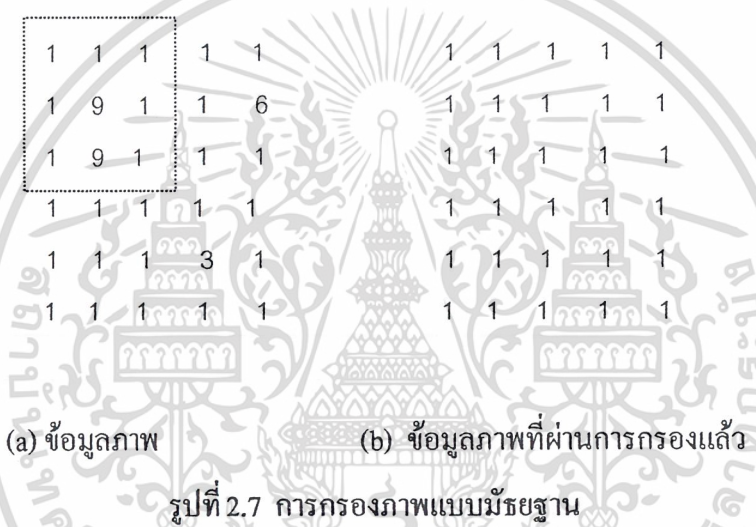 1 1 1 1 1 1 1 1 1 1
1 9 1 1 6 1 1 1 1 1
1 9 1 1 1 1 1 1 1 1
1 1 1 1 1 1 1 1 1 1
1 1 1 3 1 1 1 1 1 1
1 1 1 1 1 1 1 1 1 1
(a) ข้อมูลภาพ (b) ข้อมูลภาพที่ผ่านการกรองแล้ว
รูปที่ 2.7 การกรองภาพแบบมัธยฐาน